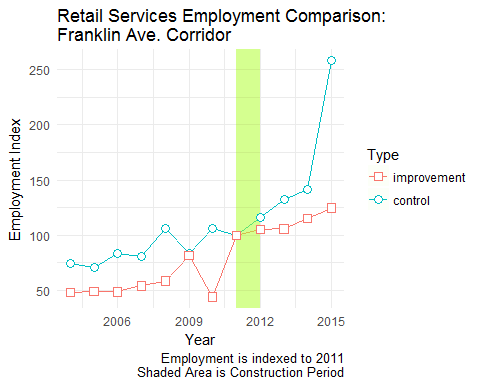 Retail Services Employment Comparison:
Franklin Ave. Corridor
Employment Index
250
200
150
100
50
2006
2009
2012
2015
Year
Type
improvement
control
Employment is indexed to 2011
Shaded Area is Construction Period